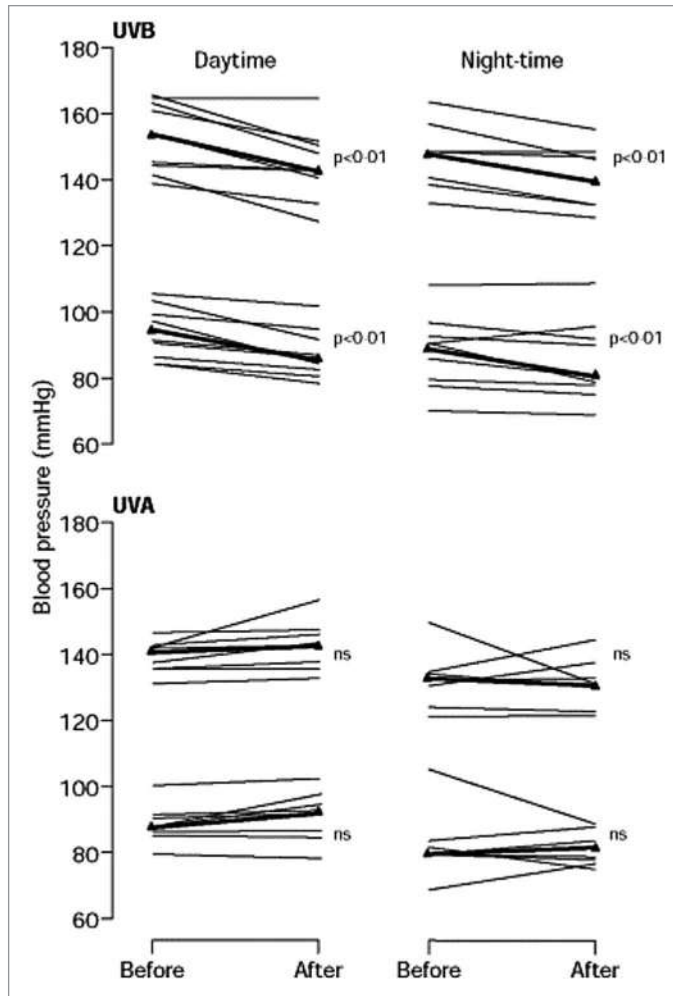 UVB
180
Daytime
Night-time
160
p<0·01
p<0·01
140
120
100
p<0·01
p<0·01
80
60
Blood pressure (mmHg)
UVA
180
160
140
ns
ns
120
100
80
ns
ns
60
Before
After
Before
After